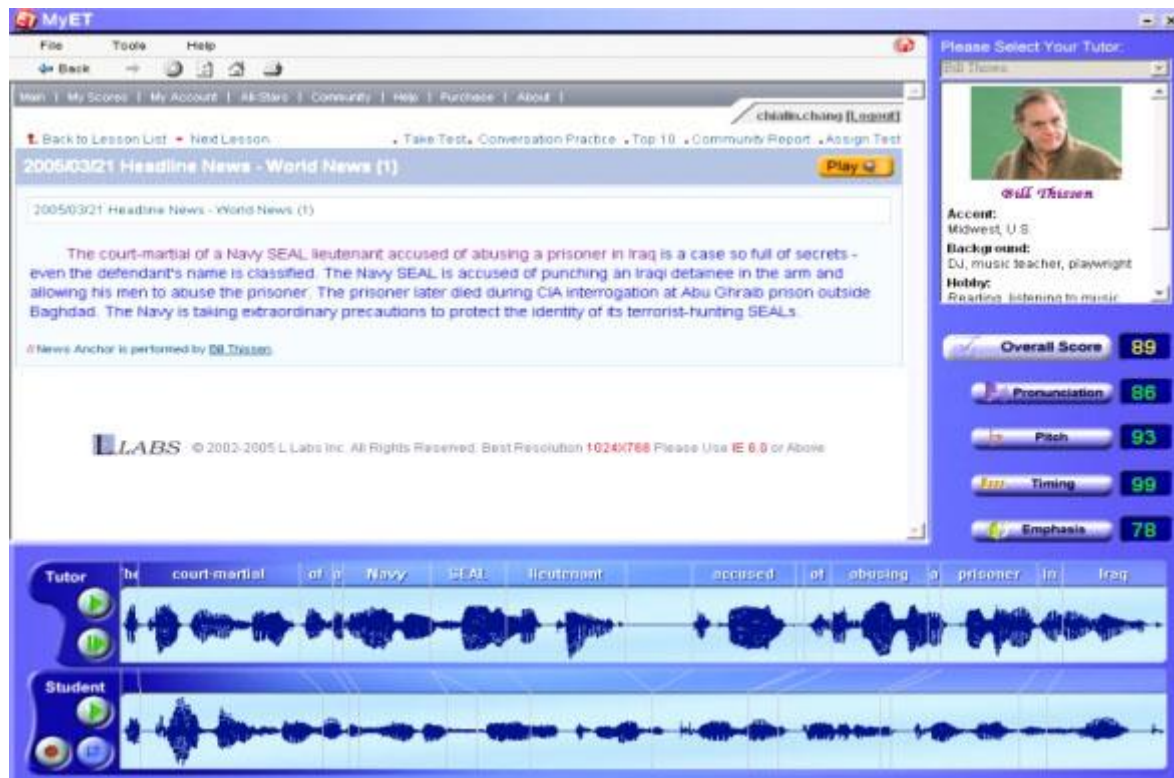 MyET
File Tools Help
Back
Main | My Scores | My Account | All-Stars | Community | Help | Purchase | About |
chialin.chang [Logout]
Back to Lesson List Next Lesson Take Test Conversation Practice Top 10 Community Report Assign Test
2005/03/21 Headline News - World News (1) Play
2005/03/21 Headline News - World News (1)
The court-martial of a Navy SEAL lieutenant accused of abusing a prisoner in Iraq is a case so full of secrets -
even the defendant's name is classified. The Navy SEAL is accused of punching an Iraqi detainee in the arm and
allowing his men to abuse the prisoner. The prisoner later died during CIA interrogation at Abu Ghraib prison outside
Baghdad. The Navy is taking extraordinary precautions to protect the identity of its terrorist-hunting SEALs.
//News Anchor is performed by Bill Thissen.
L LABS © 2003-2005 L Labs Inc. All Rights Reserved. Best Resolution 1024X768 Please Use IE 6.0 or Above
Please Select Your Tutor:
Bill Thissen
Bill Thissen
Accent:
Midwest, U.S.
Background:
DJ, music teacher, playwright
Hobby:
Reading, listening to music
Overall Score 89
Pronunciation 86
Pitch 93
Timing 99
Emphasis 78
Tutor he court-martial of a Navy SEAL lieutenant accused of abusing a prisoner in Iraq
Student